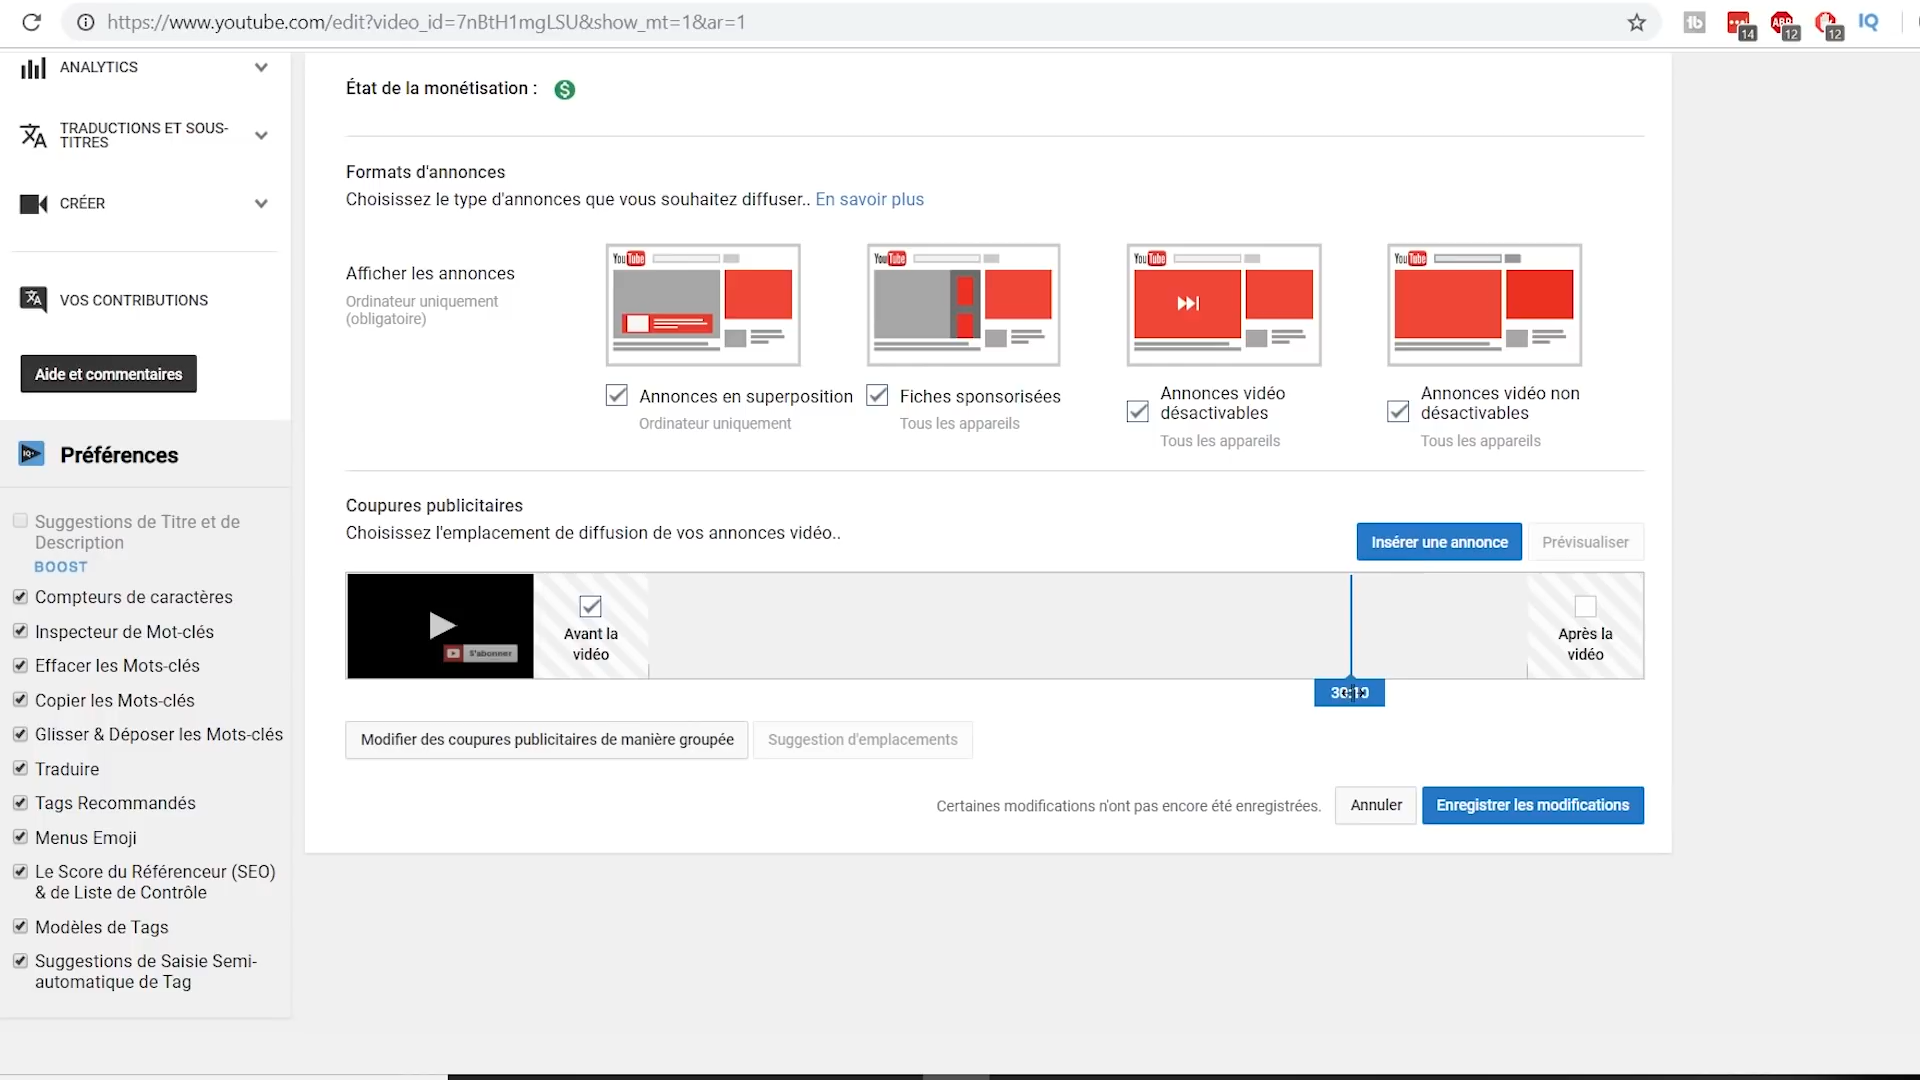 https://www.youtube.com/edit?video_id=7nBtH1mgLSU&show_mt=1&ar=1
14
12
12
ANALYTICS
TRADUCTIONS ET SOUS-
TITRES
CRÉER
VOS CONTRIBUTIONS
Aide et commentaires
Préférences
Suggestions de Titre et de
Description
BOOST
Compteurs de caractères
Inspecteur de Mot-clés
Effacer les Mots-clés
Copier les Mots-clés
Glisser & Déposer les Mots-clés
Traduire
Tags Recommandés
Menus Emoji
Le Score du Référenceur (SEO)
& de Liste de Contrôle
Modèles de Tags
Suggestions de Saisie Semi-
automatique de Tag
État de la monétisation :
Formats d'annonces
Choisissez le type d'annonces que vous souhaitez diffuser.. En savoir plus
Afficher les annonces
Ordinateur uniquement
(obligatoire)
YouTube
Annonces en superposition
Ordinateur uniquement
YouTube
Fiches sponsorisées
Tous les appareils
YouTube
Annonces vidéo
désactivables
Tous les appareils
YouTube
Annonces vidéo non
désactivables
Tous les appareils
Coupures publicitaires
Choisissez l'emplacement de diffusion de vos annonces vidéo..
Insérer une annonce
Prévisualiser
S'abonner
Avant la
vidéo
Après la
vidéo
Modifier des coupures publicitaires de manière groupée
Suggestion d'emplacements
Certaines modifications n'ont pas encore été enregistrées.
Annuler
Enregistrer les modifications